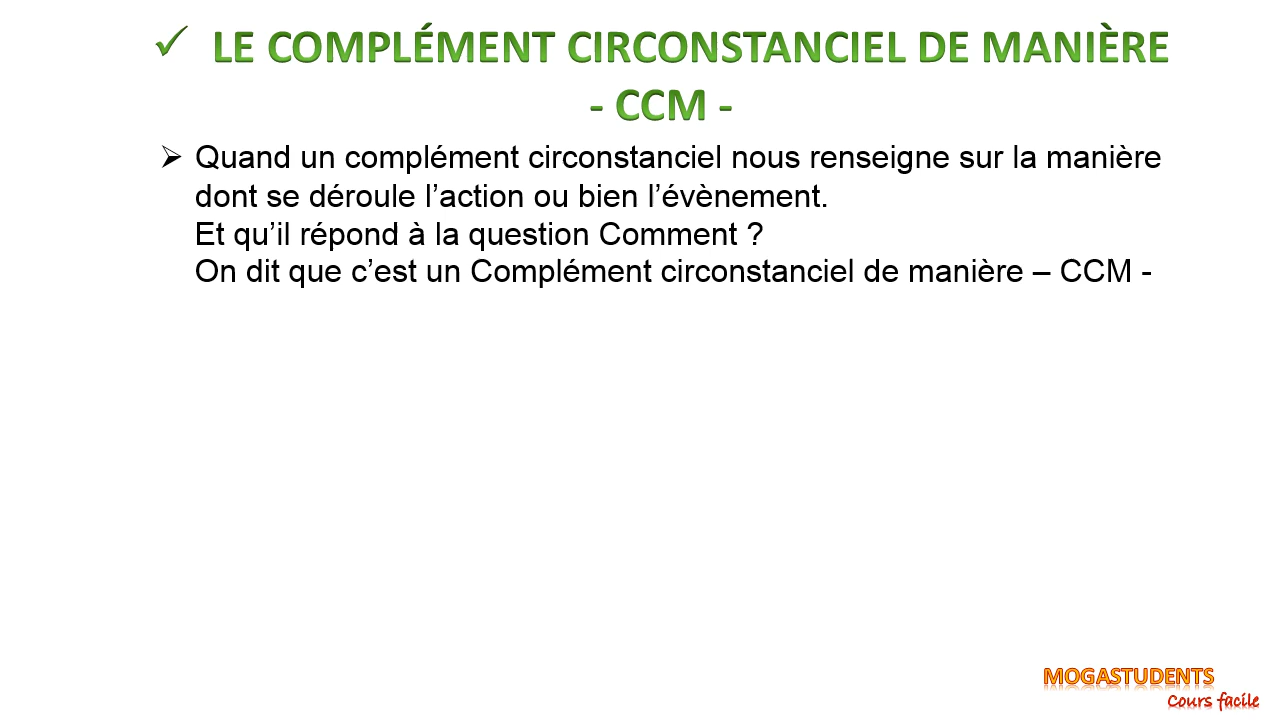 ✓ LE COMPLÉMENT CIRCONSTANCIEL DE MANIÈRE
- CCM -
➢ Quand un complément circonstanciel nous renseigne sur la manière
dont se déroule l’action ou bien l’évènement.
Et qu’il répond à la question Comment ?
On dit que c’est un Complément circonstanciel de manière – CCM -
MOGASTUDENTS
Cours facile